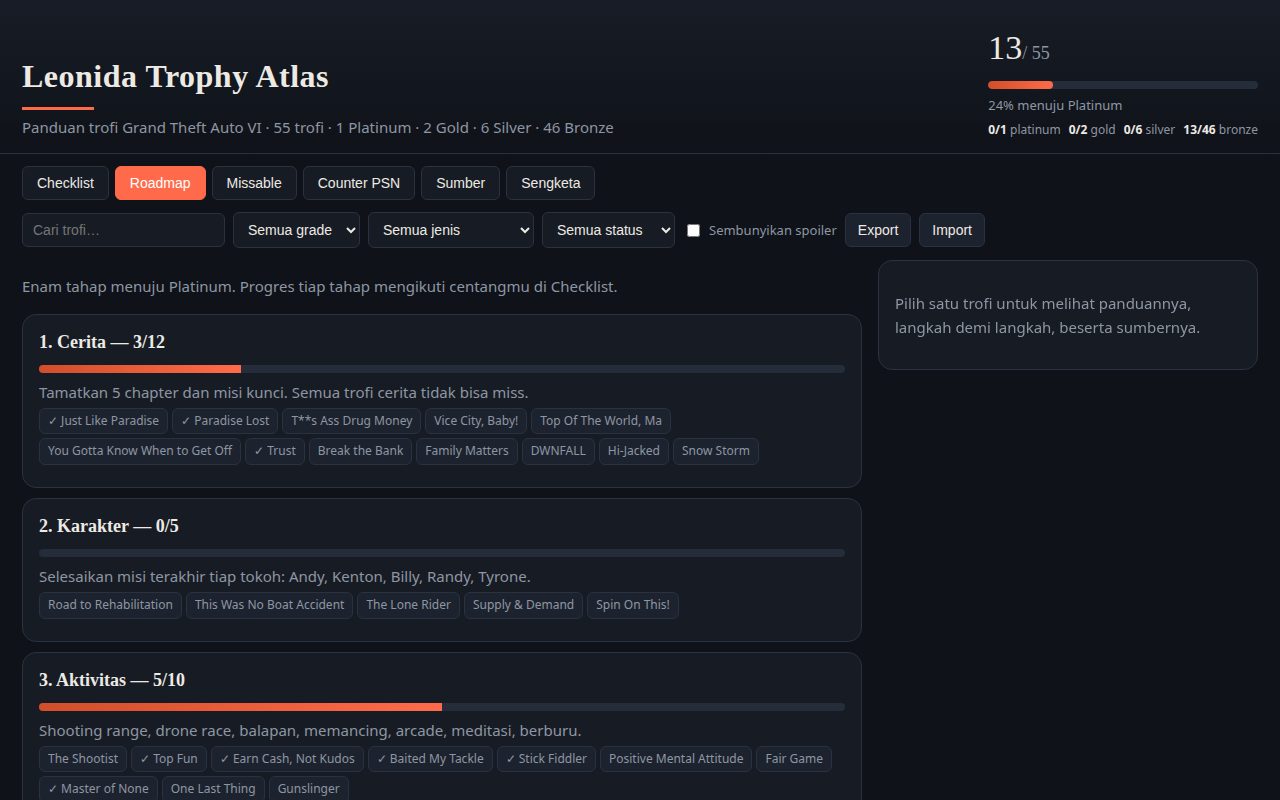 Leonida Trophy Atlas
Panduan trofi Grand Theft Auto VI · 55 trofi · 1 Platinum · 2 Gold · 6 Silver · 46 Bronze
13/ 55
24% menuju Platinum
0/1 platinum 0/2 gold 0/6 silver 13/46 bronze
Checklist Roadmap Missable Counter PSN Sumber Sengketa
Cari trofi… Semua grade Semua jenis Semua status Sembunyikan spoiler Export Import
Enam tahap menuju Platinum. Progres tiap tahap mengikuti centangmu di Checklist.
1. Cerita — 3/12
Tamatkan 5 chapter dan misi kunci. Semua trofi cerita tidak bisa miss.
✓ Just Like Paradise ✓ Paradise Lost T**s Ass Drug Money Vice City, Baby! Top Of The World, Ma
You Gotta Know When to Get Off ✓ Trust Break the Bank Family Matters DWNFALL Hi-Jacked Snow Storm
2. Karakter — 0/5
Selesaikan misi terakhir tiap tokoh: Andy, Kenton, Billy, Randy, Tyrone.
Road to Rehabilitation This Was No Boat Accident The Lone Rider Supply & Demand Spin On This!
3. Aktivitas — 5/10
Shooting range, drone race, balapan, memancing, arcade, meditasi, berburu.
The Shootist ✓ Top Fun ✓ Earn Cash, Not Kudos ✓ Baited My Tackle ✓ Stick Fiddler Positive Mental Attitude Fair Game
✓ Master of None One Last Thing Gunslinger
Pilih satu trofi untuk melihat panduannya,
langkah demi langkah, beserta sumbernya.